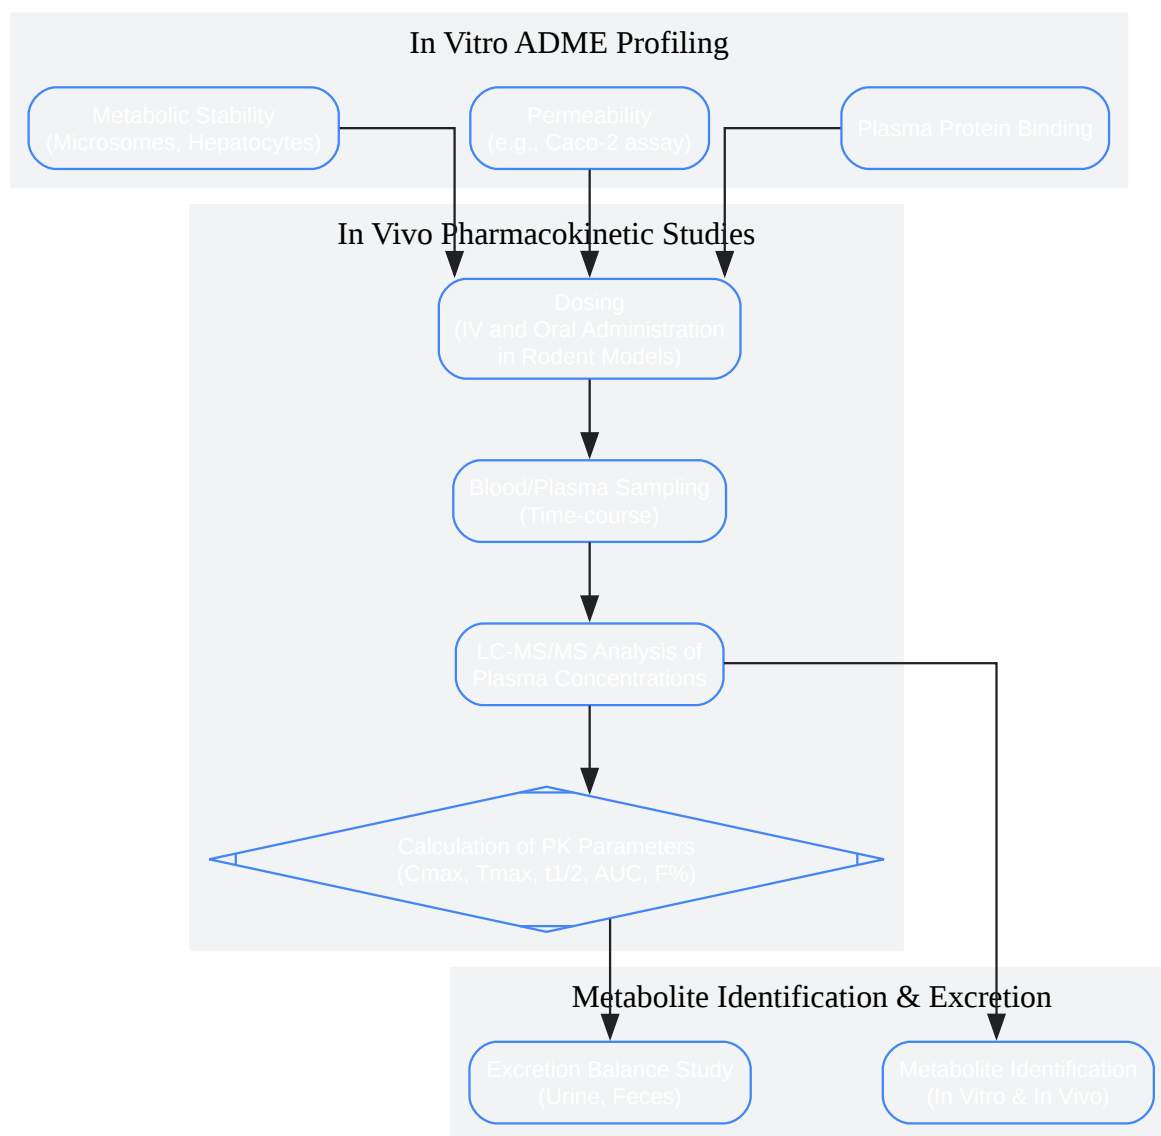 In Vitro ADME Profiling
Metabolic Stability
(Microsomes, Hepatocytes)
Permeability
(e.g., Caco-2 assay)
Plasma Protein Binding
In Vivo Pharmacokinetic Studies
Dosing
(IV and Oral Administration
in Rodent Models)
Blood/Plasma Sampling
(Time-course)
LC-MS/MS Analysis of
Plasma Concentrations
Calculation of PK Parameters
(Cmax, Tmax, t1/2, AUC, F%)
Metabolite Identification & Excretion
Excretion Balance Study
(Urine, Feces)
Metabolite Identification
(In Vitro & In Vivo)